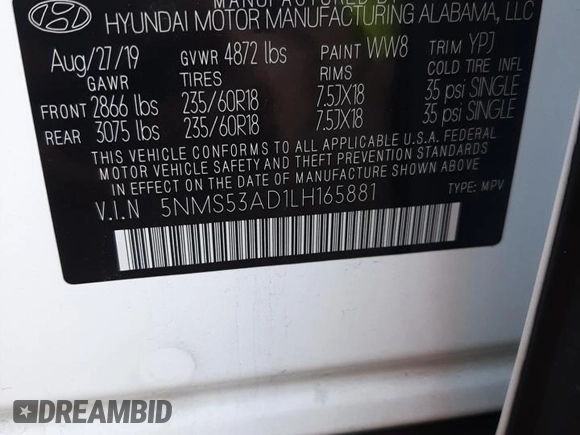 MANUFACTURED BY
HYUNDAI MOTOR MANUFACTURING ALABAMA, LLC
Aug/27/19 GVWR 4872 lbs PAINT WW8 TRIM YPJ
GAWR TIRES RIMS COLD TIRE INFL
FRONT 2866 lbs 235/60R18 7.5JX18 35 psi SINGLE
REAR 3075 lbs 235/60R18 7.5JX18 35 psi SINGLE
THIS VEHICLE CONFORMS TO ALL APPLICABLE U.S.A. FEDERAL
MOTOR VEHICLE SAFETY AND THEFT PREVENTION STANDARDS
IN EFFECT ON THE DATE OF MANUFACTURE SHOWN ABOVE.
V.I.N 5NMS53AD1LH165881 TYPE: MPV
DREAMBID